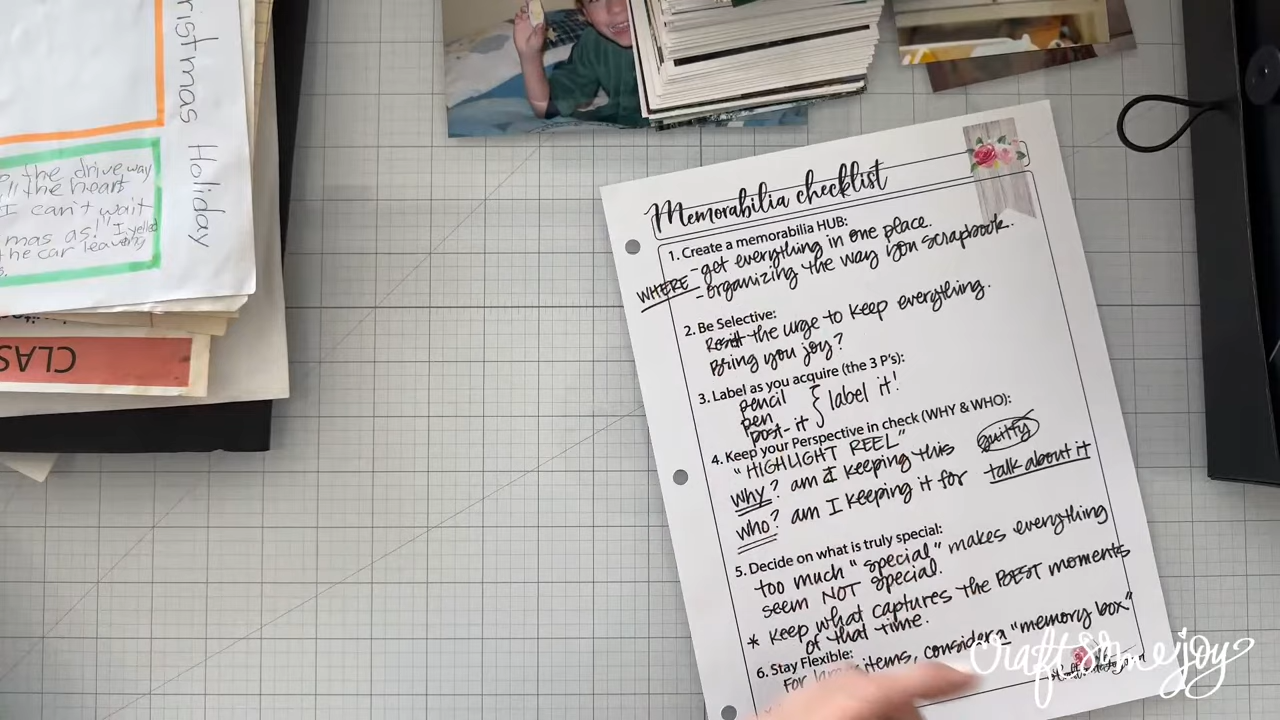 Christmas Holiday
the drive way
the heart
I can't wait
mas as!" I yelled
the car leaving
CLAS
Memorabilia checklist
1. Create a memorabilia HUB:
WHERE
-get everything in one place.
-organizing the way you scrapbook.
2. Be Selective:
Resist the urge to keep everything.
Bring you joy?
3. Label as you acquire (the 3 P's):
pencil
pen
post-it
label it!
4. Keep your Perspective in check (WHY & WHO):
"HIGHLIGHT REEL"
why? am I keeping this guilty
who? am I keeping it for talk about it
5. Decide on what is truly special:
too much "special" makes everything
seem NOT special.
* Keep what captures the BEST moments
of that time.
6. Stay Flexible:
For items, consider a "memory box"
craft some joy